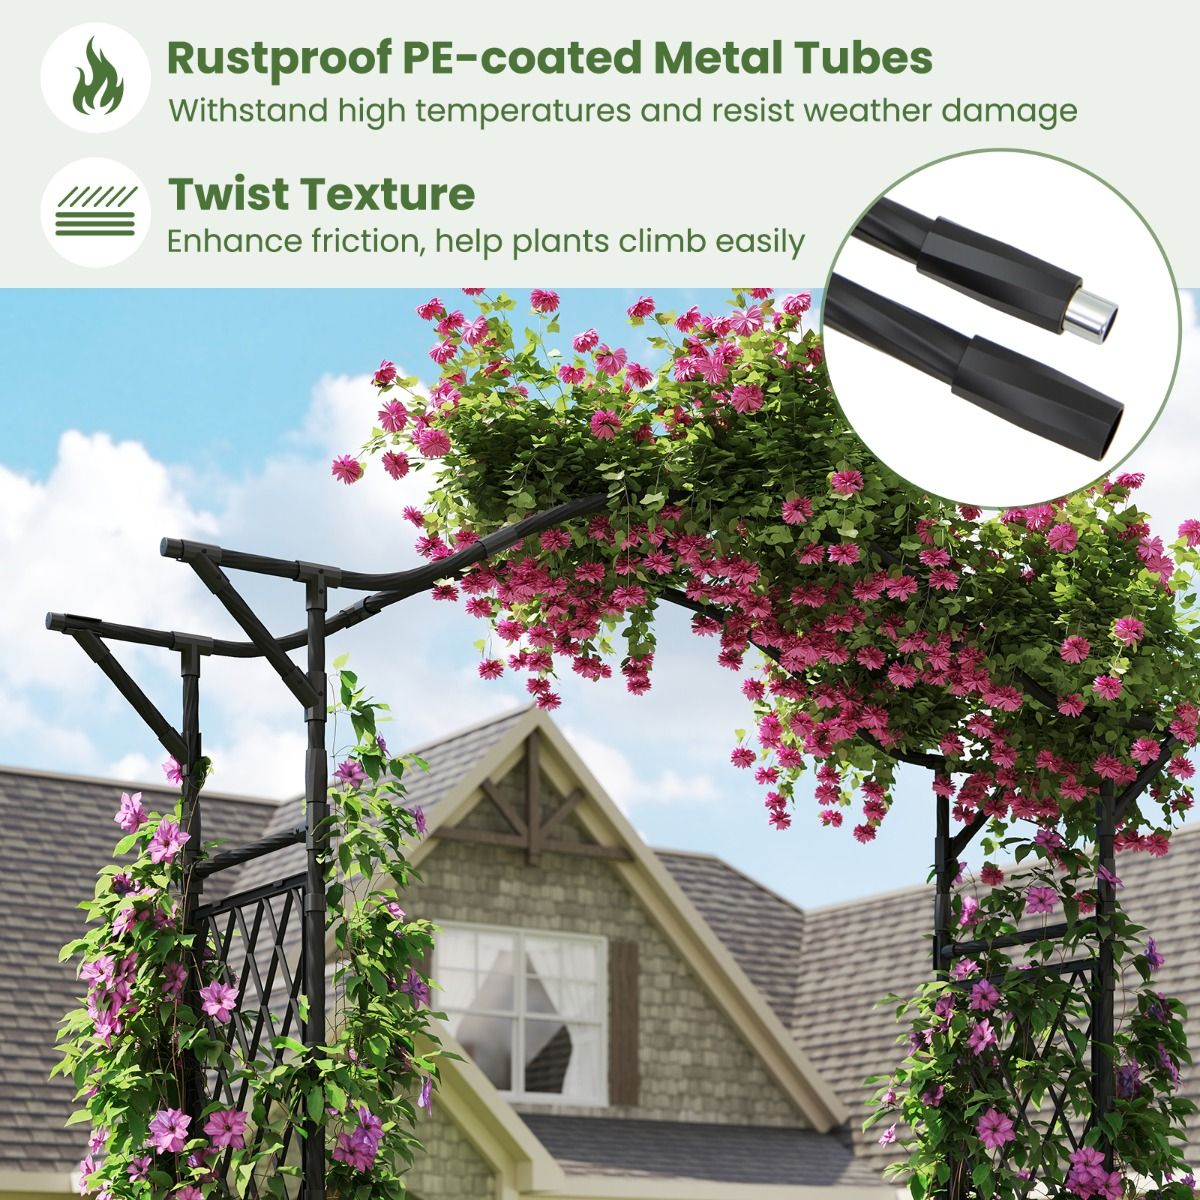 Rustproof PE-coated Metal Tubes
Withstand high temperatures and resist weather damage
Twist Texture
Enhance friction, help plants climb easily